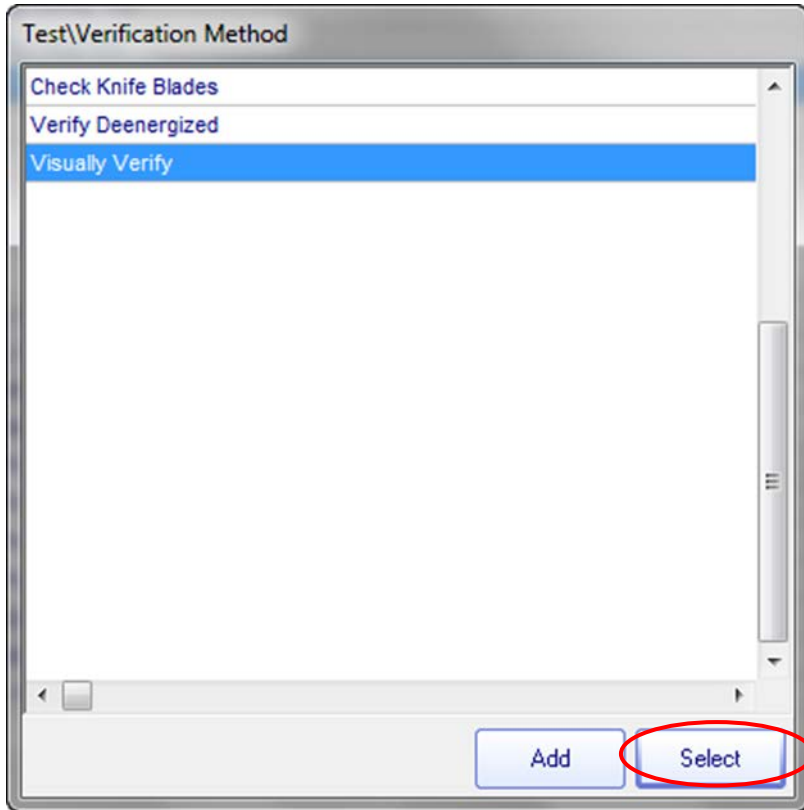 Test\Verification Method
Check Knife Blades
Verify Deenergized
Visually Verify
Add
Select